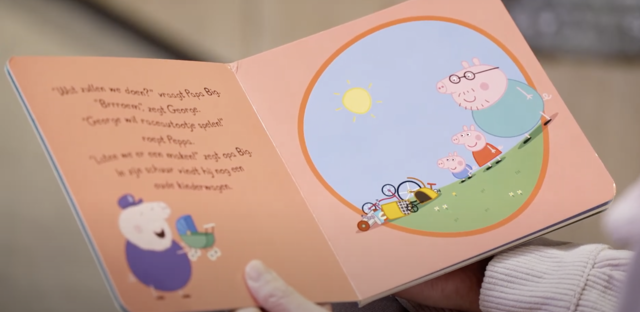 "Wat zullen we doen?" vraagt Papa Big.
"Brrroem", zegt George.
"George wil raceautootje spelen!"
roept Peppa.
"Laten we er een maken!" zegt opa Big.
In zijn schuur vindt hij nog een
oude kinderwagen.